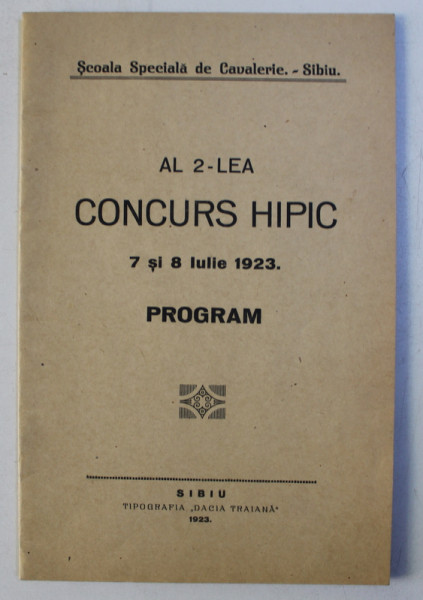 Școala Specială de Cavalerie. - Sibiu.
AL 2-LEA
CONCURS HIPIC
7 și 8 Iulie 1923.
PROGRAM
SIBIU
TIPOGRAFIA „DACIA TRAIANĂ“
1923.